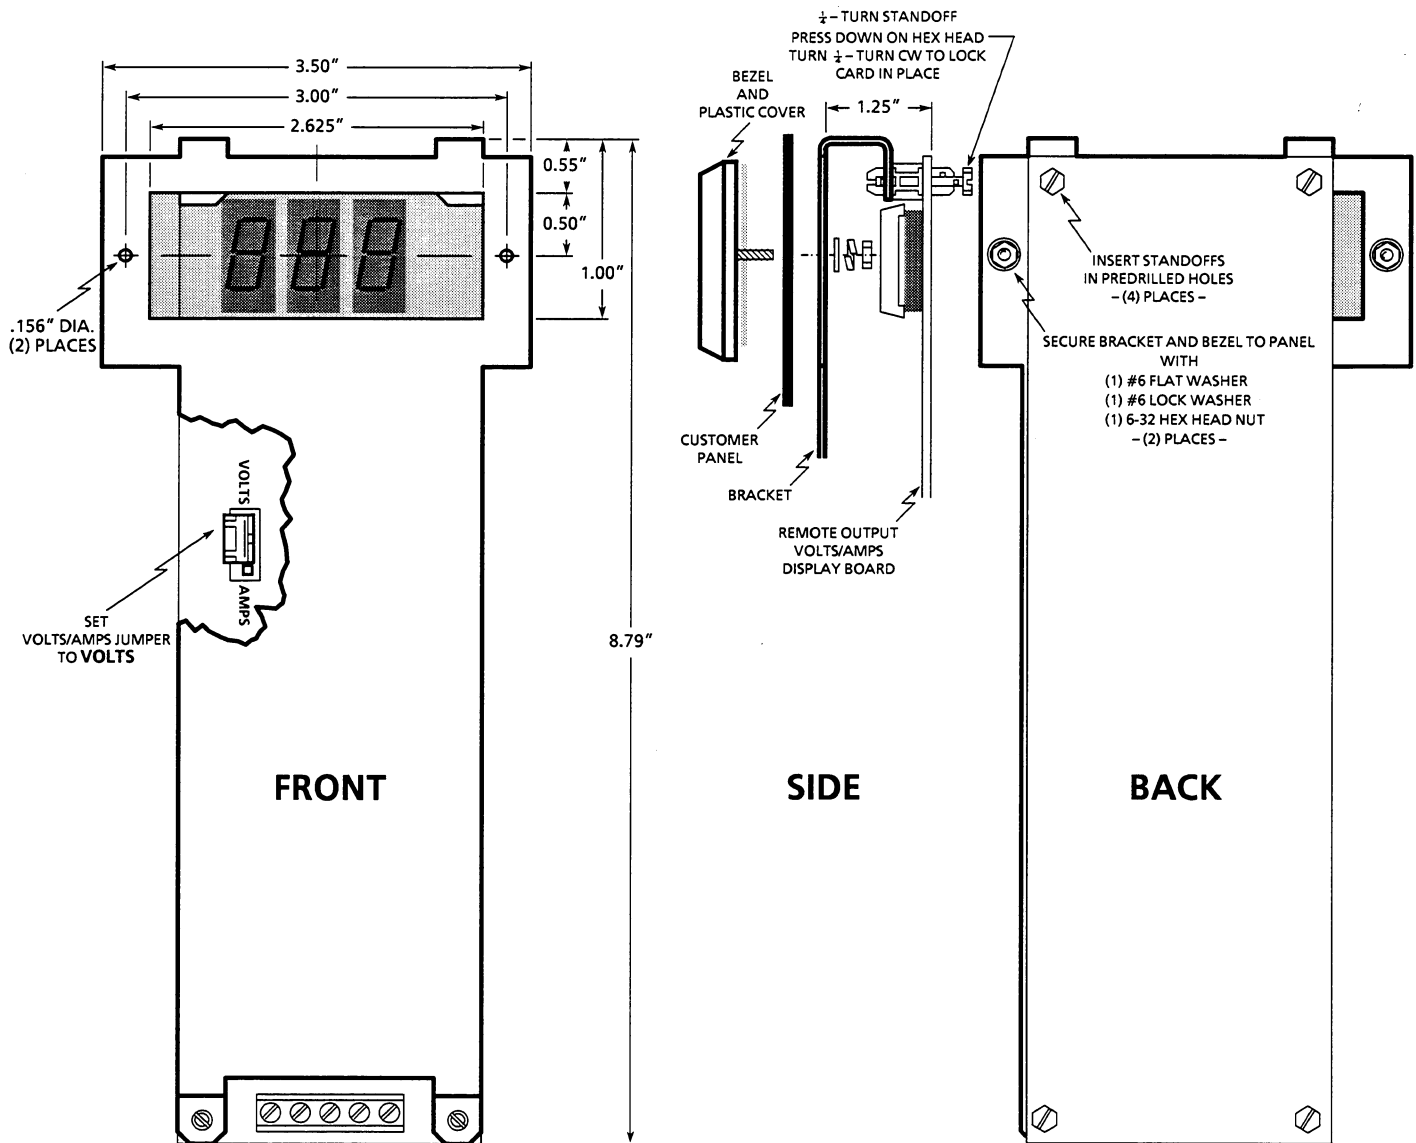 3.50"
3.00"
2.625"
0.55"
0.50"
1.00"
8.79"
.156" DIA.
(2) PLACES
VOLTS
AMPS
SET
VOLTS/AMPS JUMPER
TO VOLTS
FRONT
¼– TURN STANDOFF
PRESS DOWN ON HEX HEAD
TURN ¼– TURN CW TO LOCK
CARD IN PLACE
BEZEL
AND
PLASTIC COVER
1.25"
CUSTOMER
PANEL
BRACKET
REMOTE OUTPUT
VOLTS/AMPS
DISPLAY BOARD
SIDE
INSERT STANDOFFS
IN PREDRILLED HOLES
– (4) PLACES –
SECURE BRACKET AND BEZEL TO PANEL
WITH
(1) #6 FLAT WASHER
(1) #6 LOCK WASHER
(1) 6-32 HEX HEAD NUT
– (2) PLACES –
BACK